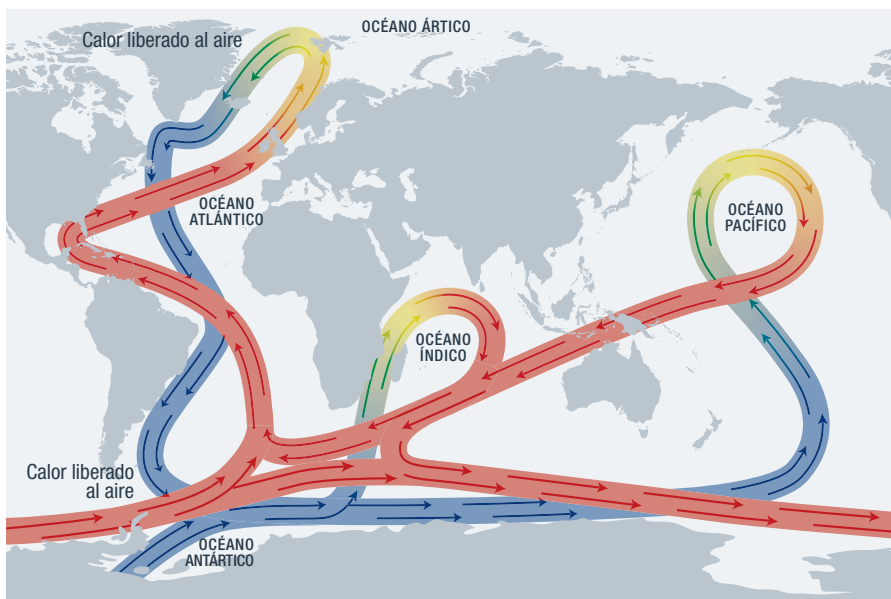 OCÉANO ÁRTICO
Calor liberado al aire
OCÉANO
ATLÁNTICO
OCÉANO
PACÍFICO
OCÉANO
ÍNDICO
Calor liberado
al aire
OCÉANO
ANTÁRTICO